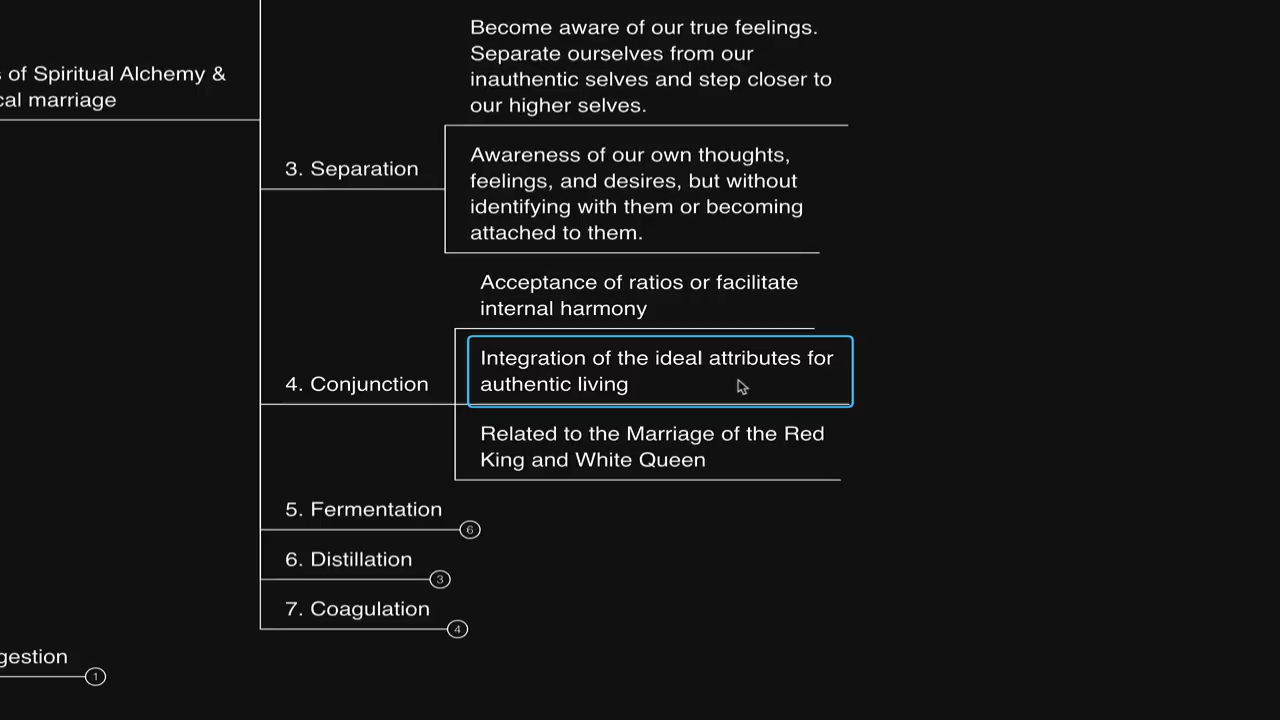 Become aware of our true feelings.
Separate ourselves from our
inauthentic selves and step closer to
our higher selves.
of Spiritual Alchemy &
marriage
3. Separation
Awareness of our own thoughts,
feelings, and desires, but without
identifying with them or becoming
attached to them.
Acceptance of ratios or facilitate
internal harmony
4. Conjunction
Integration of the ideal attributes for
authentic living
Related to the Marriage of the Red
King and White Queen
5. Fermentation
6
6. Distillation
3
7. Coagulation
4
gestion
1